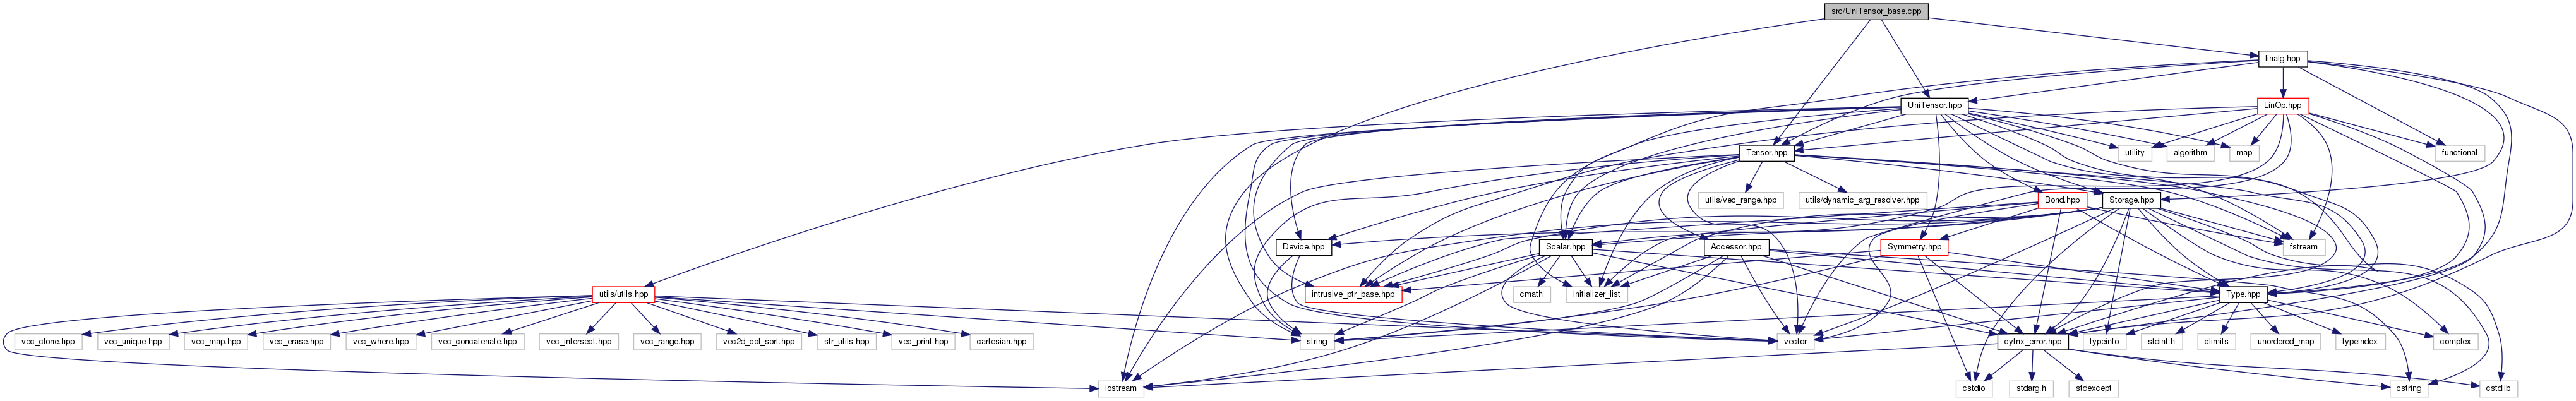 src/UniTensor_base.cpp
linalg.hpp
UniTensor.hpp
LinOp.hpp
Tensor.hpp
utility
algorithm
map
functional
utils/vec_range.hpp
utils/dynamic_arg_resolver.hpp
Bond.hpp
Storage.hpp
Device.hpp
Scalar.hpp
Accessor.hpp
Symmetry.hpp
fstream
utils/utils.hpp
intrusive_ptr_base.hpp
cmath
initializer_list
Type.hpp
vec_clone.hpp
vec_unique.hpp
vec_map.hpp
vec_erase.hpp
vec_where.hpp
vec_concatenate.hpp
vec_intersect.hpp
vec_range.hpp
vec2d_col_sort.hpp
str_utils.hpp
vec_print.hpp
cartesian.hpp
string
vector
cytnx_error.hpp
typeinfo
stdint.h
climits
unordered_map
typeindex
complex
iostream
cstdio
stdarg.h
stdexcept
cstring
cstdlib